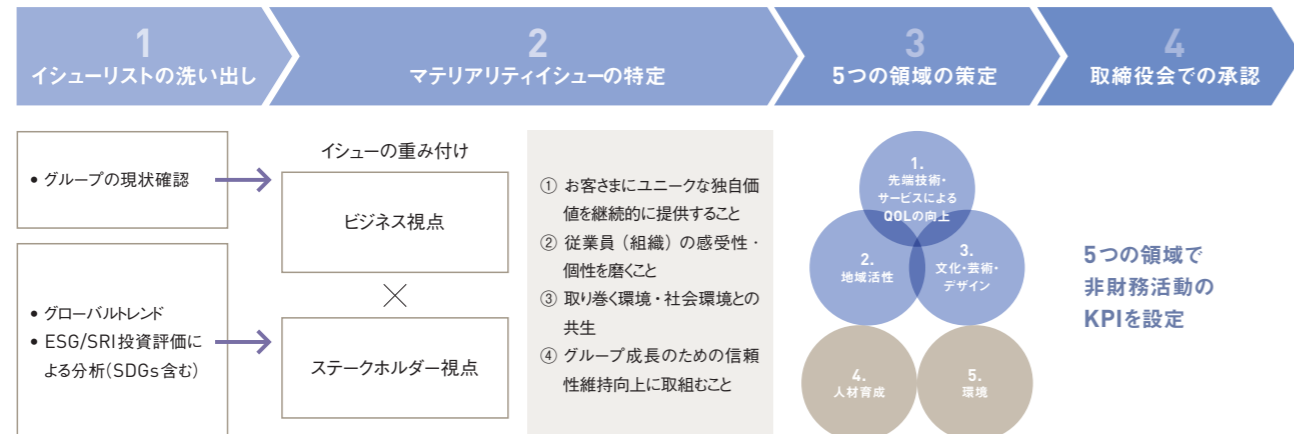 1
イシューリストの洗い出し
2
マテリアリティイシューの特定
3
5つの領域の策定
4
取締役会での承認
• グループの現状確認
• グローバルトレンド
• ESG/SRI投資評価に
よる分析(SDGs含む)
イシューの重み付け
ビジネス視点
×
ステークホルダー視点
① お客さまにユニークな独自価
値を継続的に提供すること
② 従業員（組織）の感受性・
個性を磨くこと
③ 取り巻く環境・社会環境との
共生
④ グループ成長のための信頼
性維持向上に取組むこと
1.
先端技術・
サービスによる
QOLの向上
2.
地域活性
3.
文化・芸術・
デザイン
4.
人材育成
5.
環境
5つの領域で
非財務活動の
KPIを設定